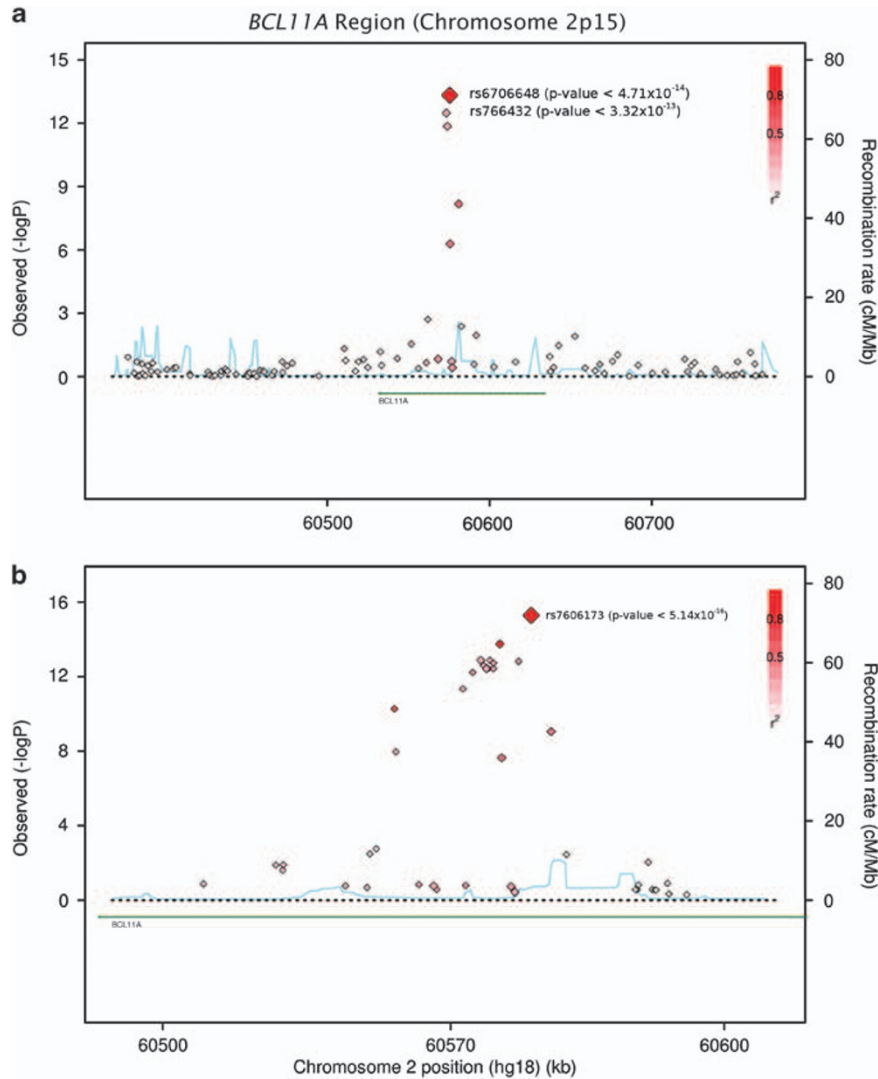 a
BCL11A Region (Chromosome 2p15)
15
12
9
6
3
0
Observed (-logP)
80
60
40
20
0
Recombination rate (cM/Mb)
rs6706648 (p-value < 4.71x10⁻¹⁴)
rs766432 (p-value < 3.32x10⁻¹³)
0.8
0.5
r²
BCL11A
60500
60600
60700
b
16
12
8
4
0
Observed (-logP)
80
60
40
20
0
Recombination rate (cM/Mb)
rs7606173 (p-value < 5.14x10⁻¹⁶)
0.8
0.5
r²
BCL11A
60500
60570
60600
Chromosome 2 position (hg18) (kb)